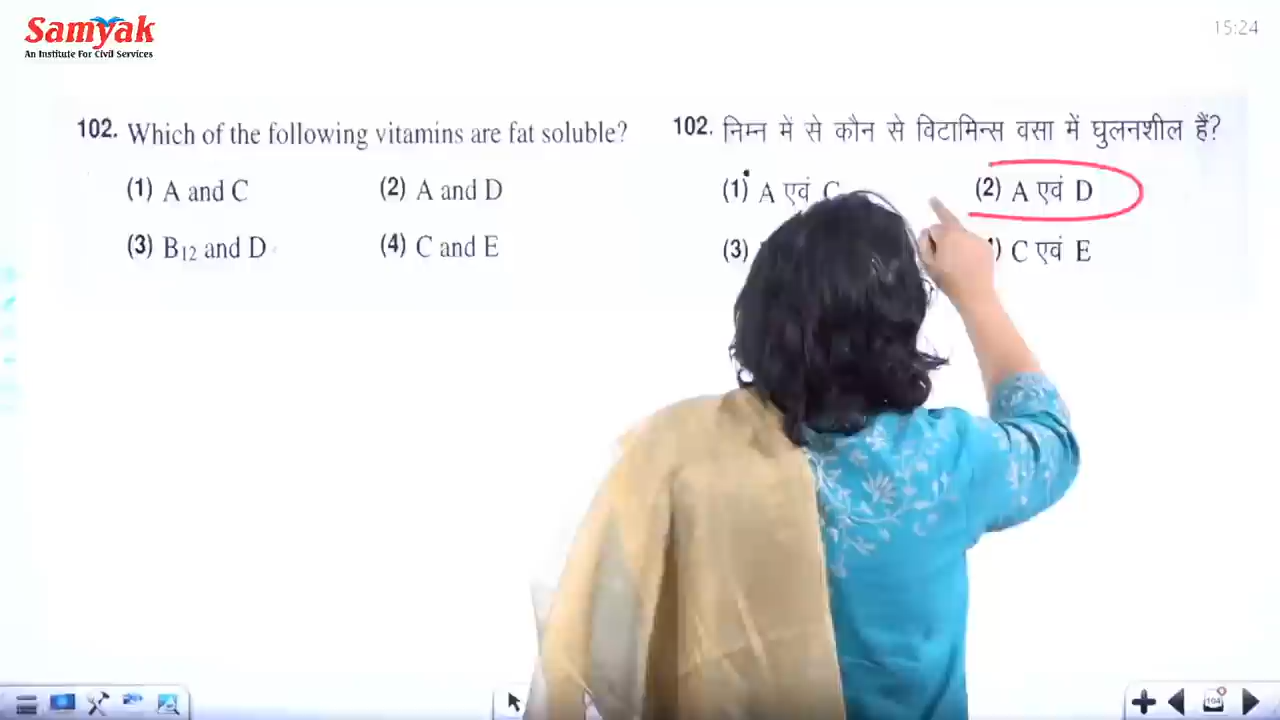 Samyak
An Institute For Civil Services
15:24
102. Which of the following vitamins are fat soluble?
(1) A and C
(2) A and D
(3) B12 and D
(4) C and E
102. निम्न में से कौन से विटामिन्स वसा में घुलनशील हैं?
(1) A एवं C
(2) A एवं D
(3)
C एवं E
104